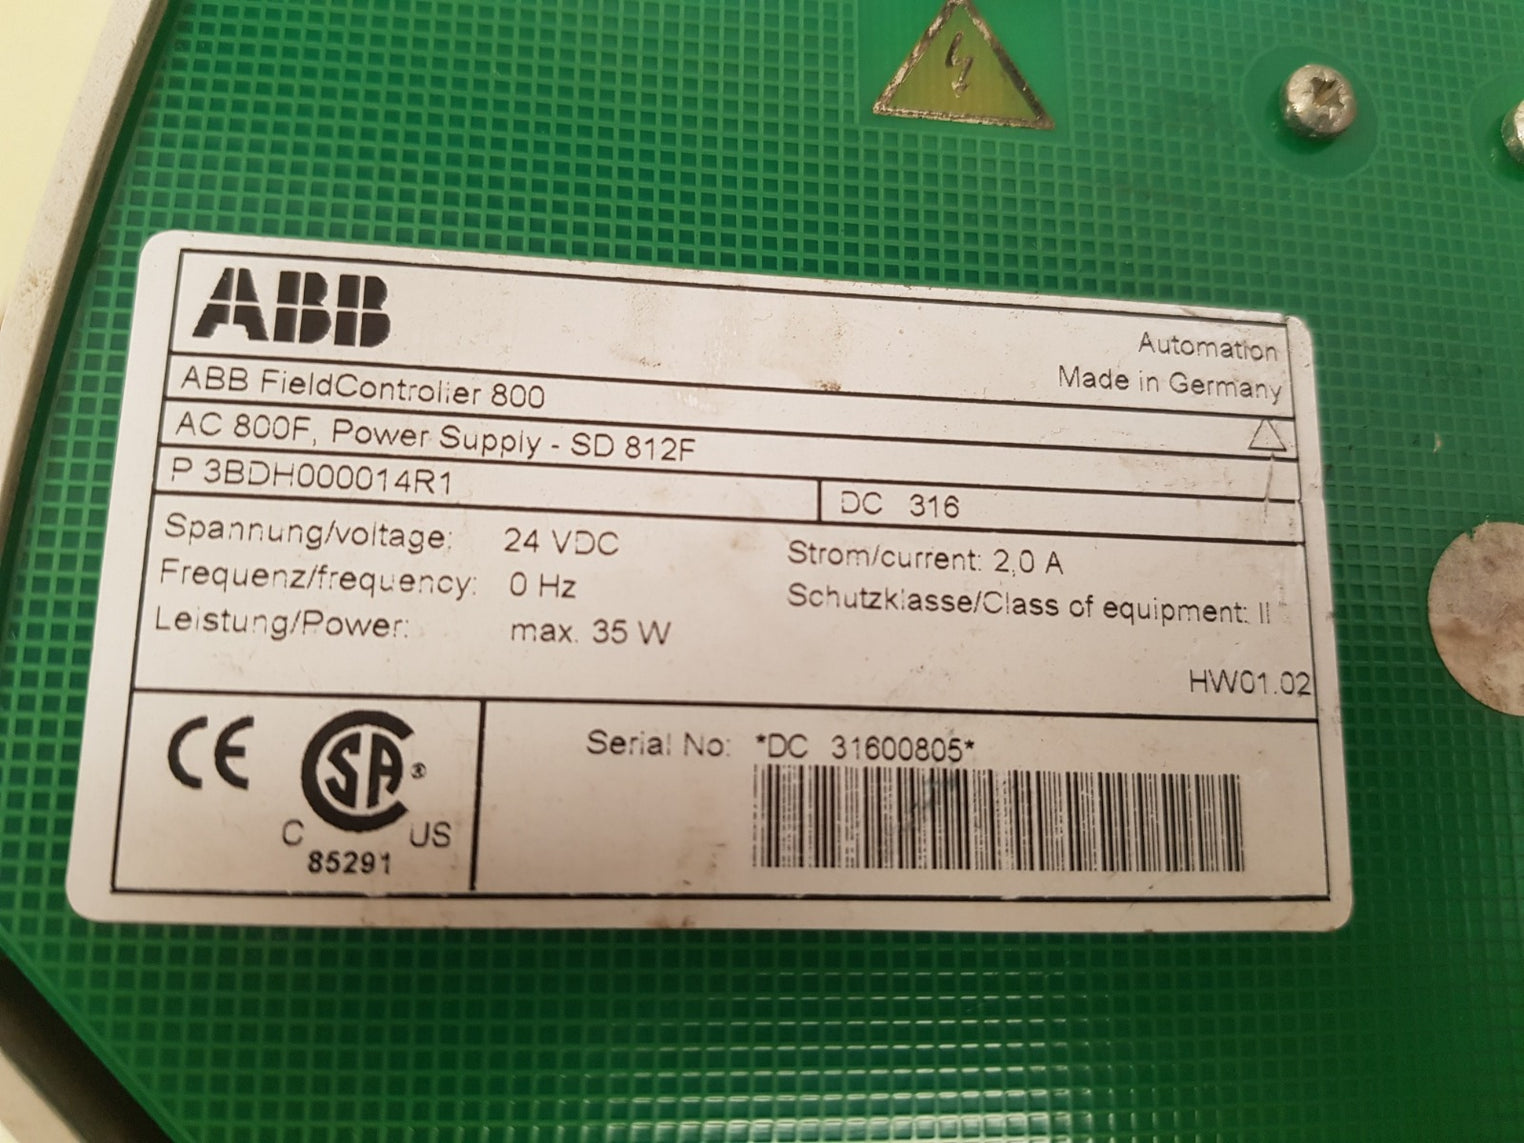 ABB
Automation
Made in Germany
ABB FieldController 800
AC 800F, Power Supply - SD 812F
P 3BDH000014R1
DC 316
Spannung/voltage: 24 VDC
Strom/current: 2,0 A
Frequenz/frequency: 0 Hz
Schutzklasse/Class of equipment: II
Leistung/Power: max. 35 W
HW01.02
CE
SA®
C US
85291
Serial No: *DC 31600805*